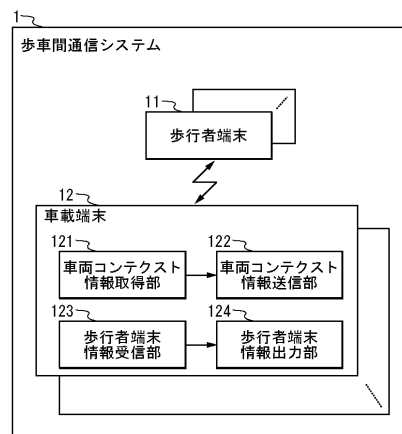 1
歩車間通信システム
11
歩行者端末
12
車載端末
121
車両コンテクスト
情報取得部
122
車両コンテクスト
情報送信部
123
歩行者端末
情報受信部
124
歩行者端末
情報出力部